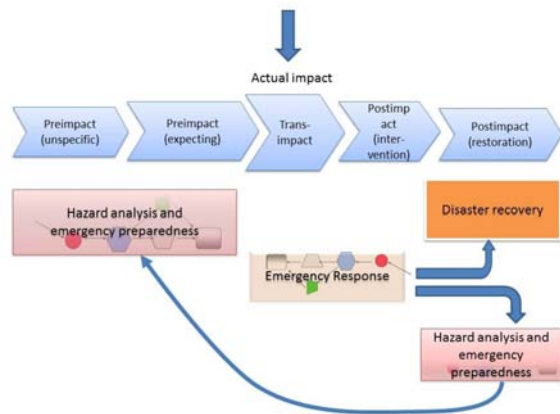 Actual impact
Preimpact
(unspecific)
Preimpact
(expecting)
Trans-
impact
Postimp
act
(inter-
vention)
Postimpact
(restoration)
Hazard analysis and
emergency preparedness
Disaster recovery
Emergency Response
Hazard analysis and
emergency
preparedness